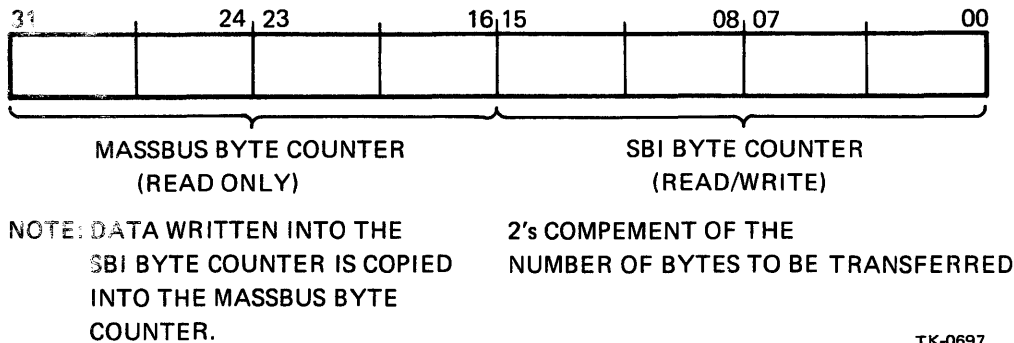 31 24 23 16 15 08 07 00
MASSBUS BYTE COUNTER
(READ ONLY)
SBI BYTE COUNTER
(READ/WRITE)
NOTE: DATA WRITTEN INTO THE
SBI BYTE COUNTER IS COPIED
INTO THE MASSBUS BYTE
COUNTER.
2's COMPEMENT OF THE
NUMBER OF BYTES TO BE TRANSFERRED
TK-0697